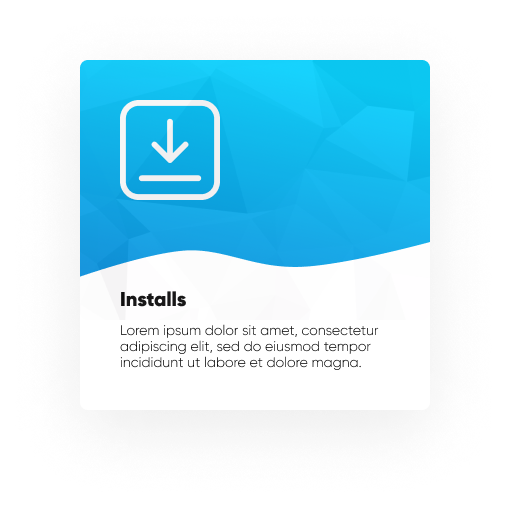 Installs
Lorem ipsum dolor sit amet, consectetur
adipiscing elit, sed do eiusmod tempor
incididunt ut labore et dolore magna.